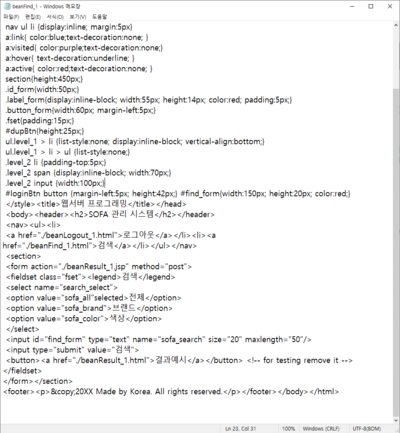 beanFind_1 - Windows 메모장
파일(F) 편집(E) 서식(O) 보기(V) 도움말
nav ul li {display:inline; margin:5px}
a:link{ color:blue;text-decoration:none; }
a:visited{ color:purple;text-decoration:none;}
a:hover{ text-decoration:underline; }
a:active{ color:red;text-decoration:none;}
section{height:450px;}
.id_form{width:50px;
.label_form{display:inline-block; width:55px; height:14px; color:red; padding:5px;}
.button_form{width:60px; margin-left:5px;}
.fset{padding:15px;}
#dupBtn{height:25px;}
ul.level_1 > li {list-style:none; display:inline-block; vertical-align:bottom;}
ul.level_1 > li > ul {list-style:none;}
.level_2 li {padding-top:5px;}
.level_2 span {display:inline-block; width:70px;}
.level_2 input {width:100px;}
#loginBtn button {margin-left:5px; height:42px;} #find_form{width:150px; height:20px; color:red;}
</style><title>웹서버 프로그래밍</title></head>
<body><header><h2>SOFA 관리 시스템</h2></header>
<nav><ul><li>
<a href="./beanLogout_1.html">로그아웃</a></li><li><a
href="./beanFind_1.html">검색</a></li></ul></nav>
<section>
<form action="./beanResult_1.jsp" method="post">
<fieldset class="fset"><legend>검색</legend>
<select name="search_select">
<option value="sofa_all"selected>전체</option>
<option value="sofa_brand">브랜드</option>
<option value="sofa_color">색상</option>
</select>
<input id="find_form" type="text" name="sofa_search" size="20" maxlength="50"/>
<input type="submit" value="검색">
<button><a href="./beanResult_1.html">결과예시</a></button> <!-- for testing remove it -->
</fieldset>
</form></section>
<footer><p>&copy;20XX Made by Korea. All rights reserved.</p></footer></body></html>
Ln 23, Col 31 100% Windows (CRLF) UTF-8(BOM)